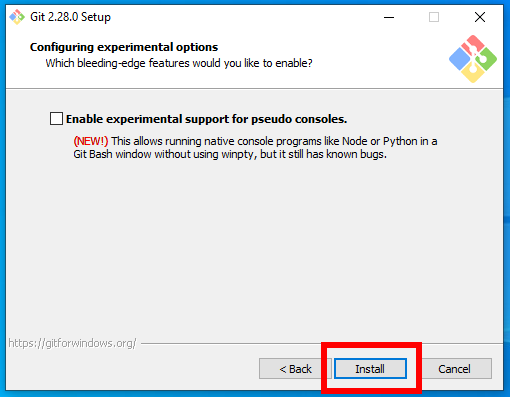 Git 2.28.0 Setup
Configuring experimental options
Which bleeding-edge features would you like to enable?
Enable experimental support for pseudo consoles.
(NEW!) This allows running native console programs like Node or Python in a
Git Bash window without using winpty, but it still has known bugs.
https://gitforwindows.org/
< Back
Install
Cancel